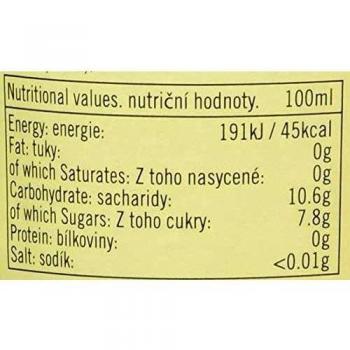 Nutritional values. nutriční hodnoty. 100ml
Energy: energie: 191kJ / 45kcal
Fat: tuky: 0g
of which Saturates: Z toho nasycené: 0g
Carbohydrate: sacharidy: 10.6g
of which Sugars: Z toho cukry: 7.8g
Protein: bílkoviny: 0g
Salt: sodík: <0.01g